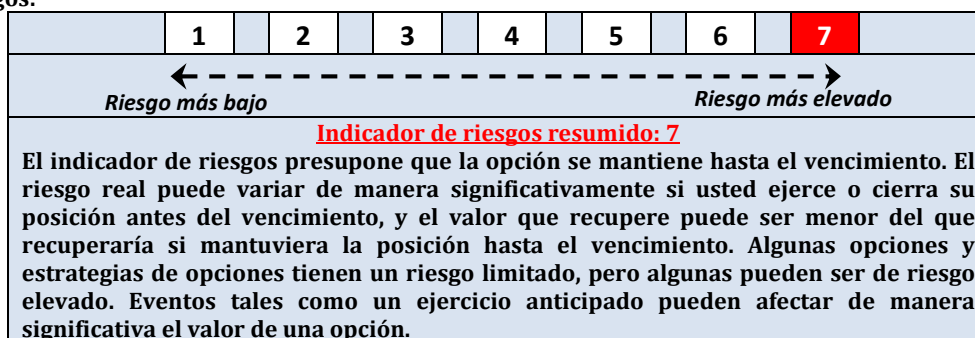 gos:
1 2 3 4 5 6 7
Riesgo más bajo Riesgo más elevado
Indicador de riesgos resumido: 7
El indicador de riesgos presupone que la opción se mantiene hasta el vencimiento. El
riesgo real puede variar de manera significativamente si usted ejerce o cierra su
posición antes del vencimiento, y el valor que recupere puede ser menor del que
recuperaría si mantuviera la posición hasta el vencimiento. Algunas opciones y
estrategias de opciones tienen un riesgo limitado, pero algunas pueden ser de riesgo
elevado. Eventos tales como un ejercicio anticipado pueden afectar de manera
significativa el valor de una opción.